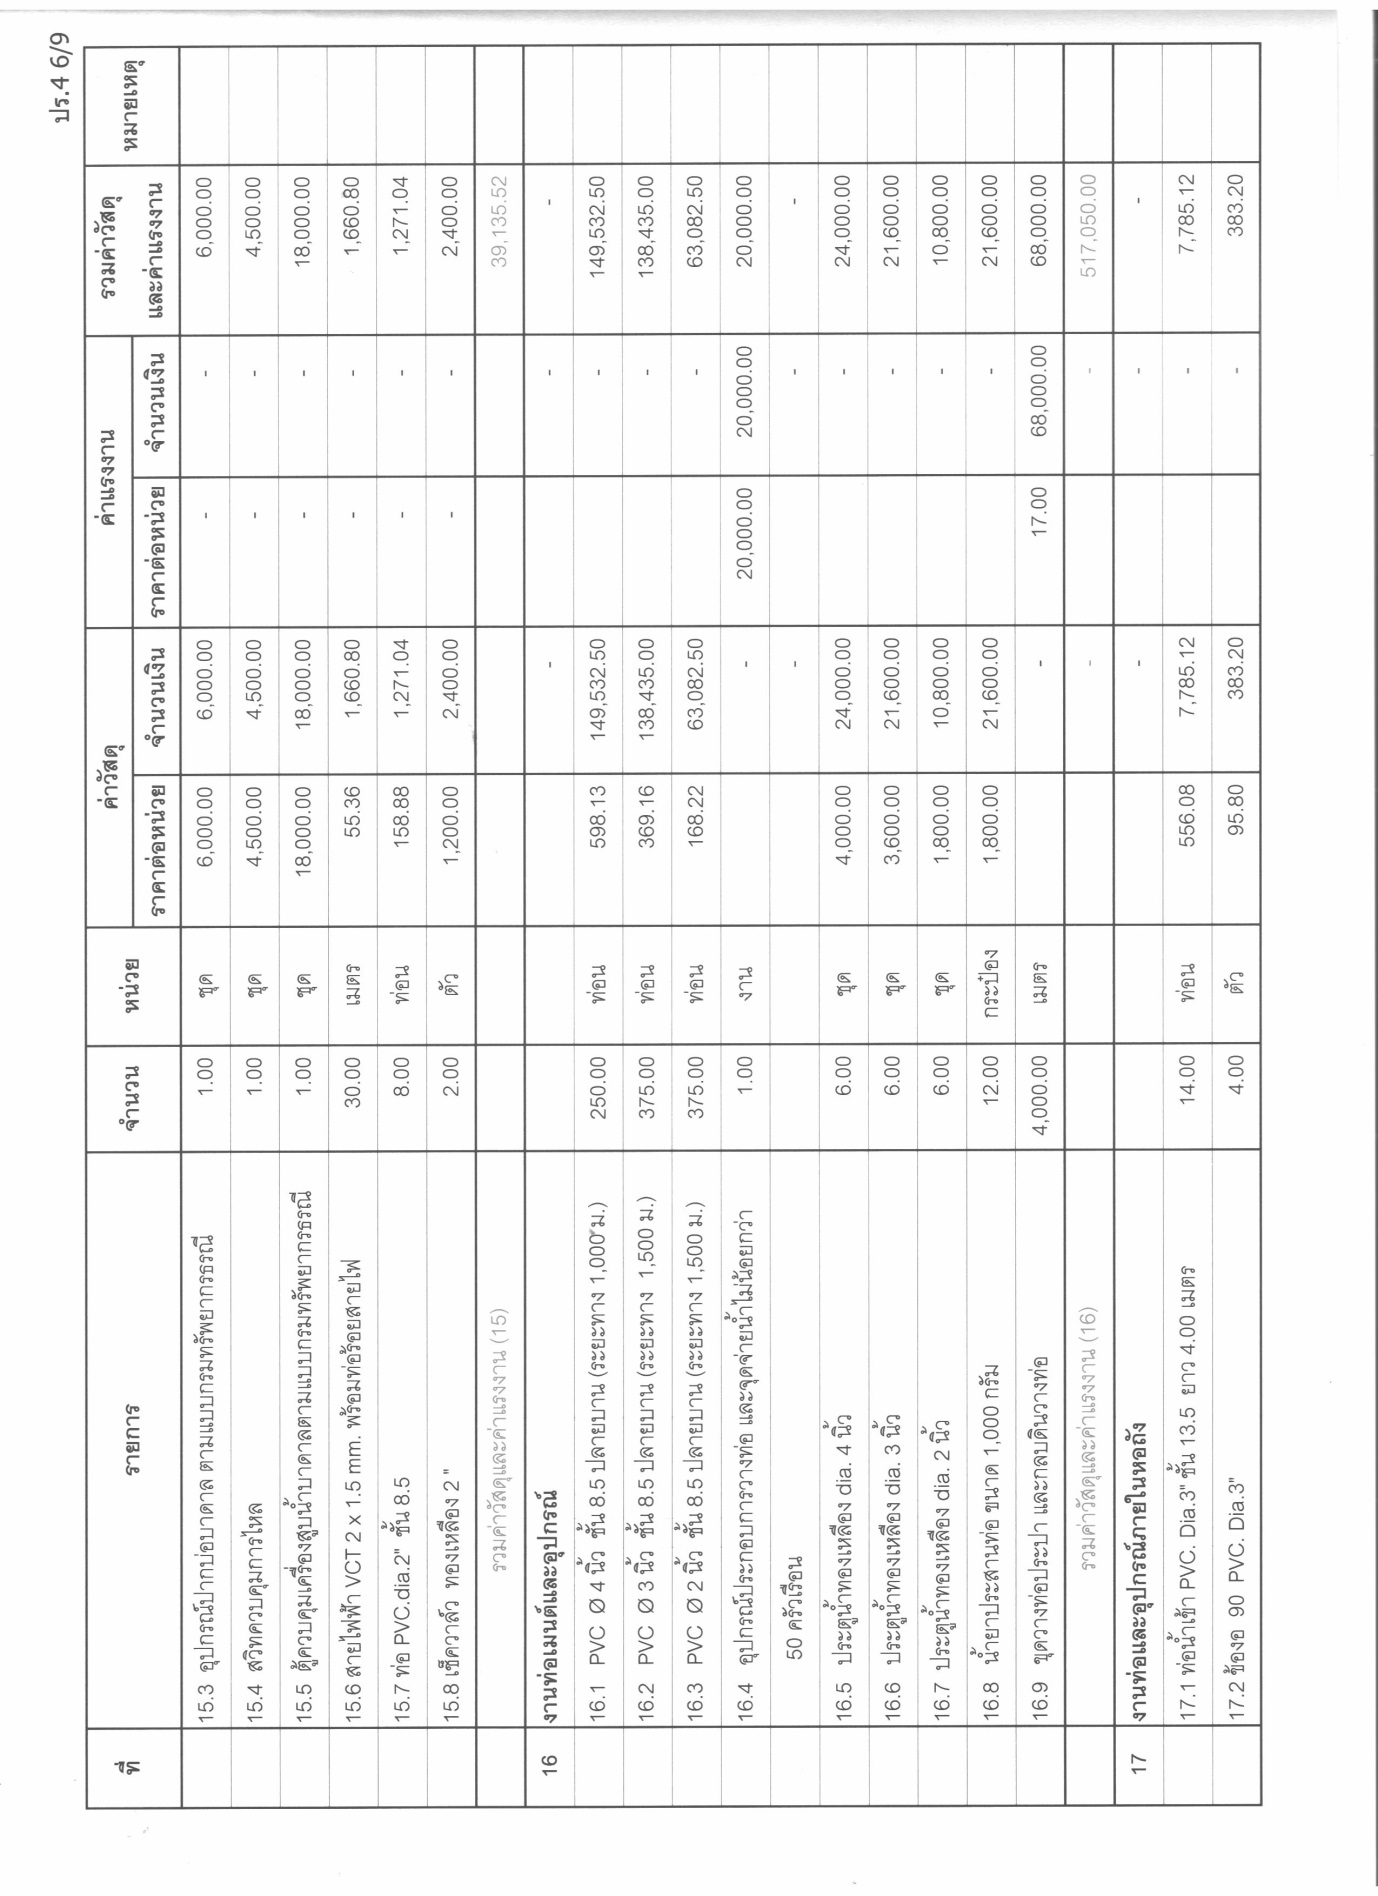 ปร.4 6/9
ที่ รายการ จำนวน หน่วย ค่าวัสดุ ค่าแรงงาน รวมค่าวัสดุ หมายเหตุ
ราคาต่อหน่วย จำนวนเงิน ราคาต่อหน่วย จำนวนเงิน และค่าแรงงาน
15.3 อุปกรณ์ปากบ่อบาดาล ตามแบบกรมทรัพยากรธรณี 1.00 ชุด 6,000.00 6,000.00 - - 6,000.00
15.4 สวิทควบคุมการไหล 1.00 ชุด 4,500.00 4,500.00 - - 4,500.00
15.5 ตู้ควบคุมเครื่องสูบน้ำบาดาลตามแบบกรมทรัพยากรธรณี 1.00 ชุด 18,000.00 18,000.00 - - 18,000.00
15.6 สายไฟฟ้า VCT 2 x 1.5 mm. พร้อมท่อร้อยสายไฟ 30.00 เมตร 55.36 1,660.80 - - 1,660.80
15.7 ท่อ PVC.dia.2" ชั้น 8.5 8.00 ท่อน 158.88 1,271.04 - - 1,271.04
15.8 เช็ควาล์ว ทองเหลือง 2 " 2.00 ตัว 1,200.00 2,400.00 - - 2,400.00
รวมค่าวัสดุและค่าแรงงาน (15) 39,135.52
16 งานท่อเมนต์และอุปกรณ์ - - -
16.1 PVC Ø 4 นิ้ว ชั้น 8.5 ปลายบาน (ระยะทาง 1,000 ม.) 250.00 ท่อน 598.13 149,532.50 - 149,532.50
16.2 PVC Ø 3 นิ้ว ชั้น 8.5 ปลายบาน (ระยะทาง 1,500 ม.) 375.00 ท่อน 369.16 138,435.00 - 138,435.00
16.3 PVC Ø 2 นิ้ว ชั้น 8.5 ปลายบาน (ระยะทาง 1,500 ม.) 375.00 ท่อน 168.22 63,082.50 - 63,082.50
16.4 อุปกรณ์ประกอบการวางท่อ และจุดจ่ายน้ำไม่น้อยกว่า 1.00 งาน - 20,000.00 20,000.00 20,000.00
50 ครัวเรือน - - -
16.5 ประตูน้ำทองเหลือง dia. 4 นิ้ว 6.00 ชุด 4,000.00 24,000.00 - 24,000.00
16.6 ประตูน้ำทองเหลือง dia. 3 นิ้ว 6.00 ชุด 3,600.00 21,600.00 - 21,600.00
16.7 ประตูน้ำทองเหลือง dia. 2 นิ้ว 6.00 ชุด 1,800.00 10,800.00 - 10,800.00
16.8 น้ำยาประสานท่อ ขนาด 1,000 กรัม 12.00 กระป๋อง 1,800.00 21,600.00 - 21,600.00
16.9 ขุดวางท่อประปา และกลบดินวางท่อ 4,000.00 เมตร - 17.00 68,000.00 68,000.00
รวมค่าวัสดุและค่าแรงงาน (16) - - 517,050.00
17 งานท่อและอุปกรณ์ภายในหอถัง - - -
17.1 ท่อน้ำเข้า PVC. Dia.3" ชั้น 13.5 ยาว 4.00 เมตร 14.00 ท่อน 556.08 7,785.12 - 7,785.12
17.2 ข้องอ 90 PVC. Dia.3" 4.00 ตัว 95.80 383.20 - 383.20